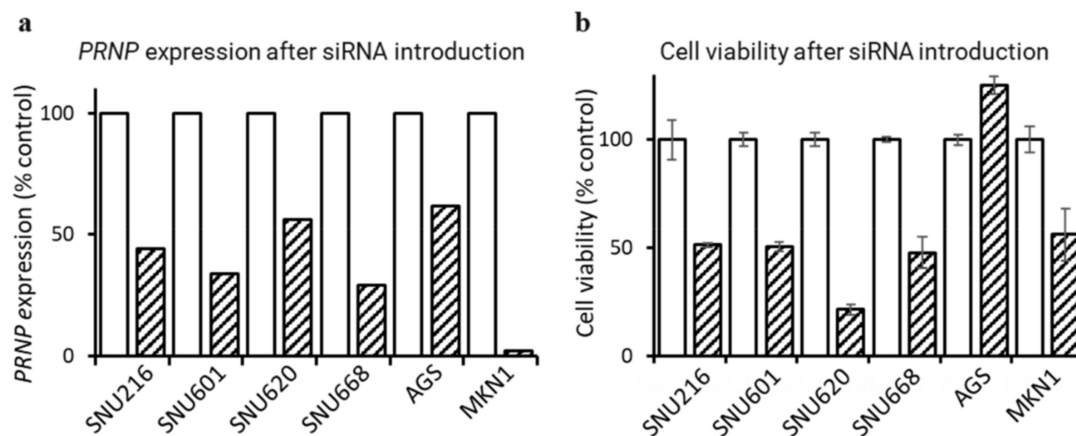 a
PRNP expression after siRNA introduction
PRNP expression (% control)
100
50
0
SNU216
SNU601
SNU620
SNU668
AGS
MKN1
b
Cell viability after siRNA introduction
Cell viability (% control)
100
50
0
SNU216
SNU601
SNU620
SNU668
AGS
MKN1